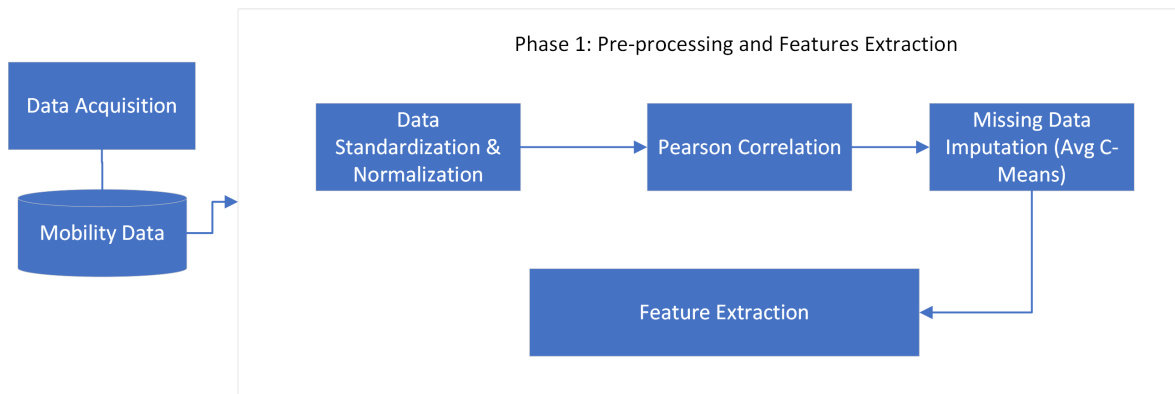 Phase 1: Pre-processing and Features Extraction
Data Acquisition
Mobility Data
Data
Standardization &
Normalization
Pearson Correlation
Missing Data
Imputation (Avg C-
Means)
Feature Extraction